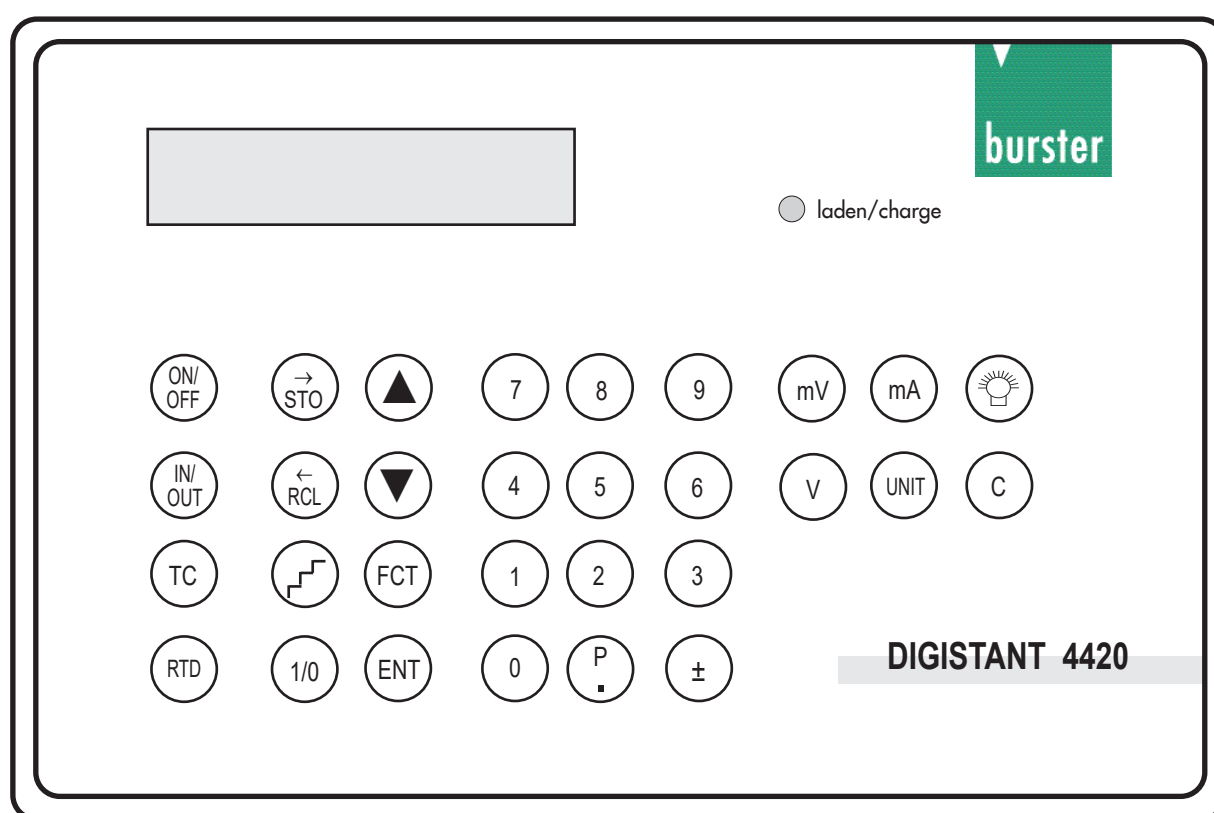 burster
laden/charge
ON/
OFF
→
STO
▲
7
8
9
mV
mA
IN/
OUT
←
RCL
▼
4
5
6
V
UNIT
C
TC
FCT
1
2
3
RTD
1/0
ENT
0
P
.
±
DIGISTANT 4420